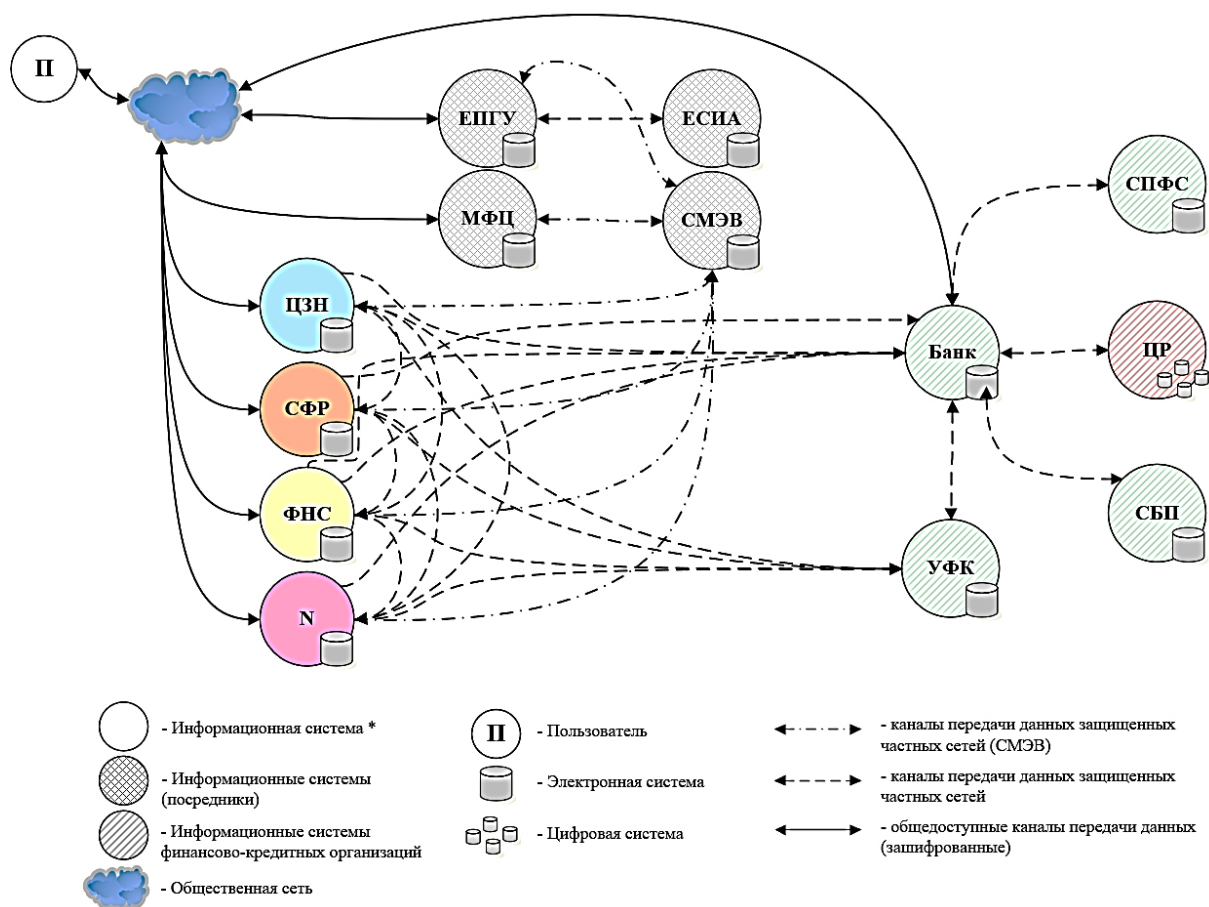 П
ЕПГУ
ЕСИА
СПФС
МФЦ
СМЭВ
ЦЗН
Банк
ЦР
СФР
ФНС
СБП
УФК
N
- Информационная система *
- Информационные системы
(посредники)
- Информационные системы
финансово-кредитных организаций
- Общественная сеть
П
- Пользователь
- Электронная система
- Цифровая система
- каналы передачи данных защищенных
частных сетей (СМЭВ)
- каналы передачи данных защищенных
частных сетей
- общедоступные каналы передачи данных
(зашифрованные)